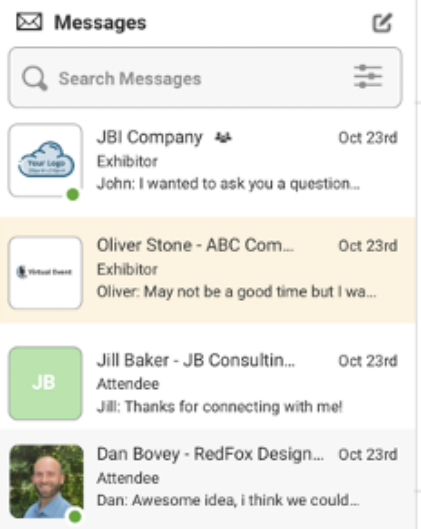 Messages
Search Messages
JBI Company Oct 23rd
Your Logo
Exhibitor
John: I wanted to ask you a question...
Oliver Stone - ABC Com... Oct 23rd
Virtual Event
Exhibitor
Oliver: May not be a good time but I wa...
Jill Baker - JB Consultin... Oct 23rd
JB
Attendee
Jill: Thanks for connecting with me!
Dan Bovey - RedFox Design... Oct 23rd
Attendee
Dan: Awesome idea, i think we could...